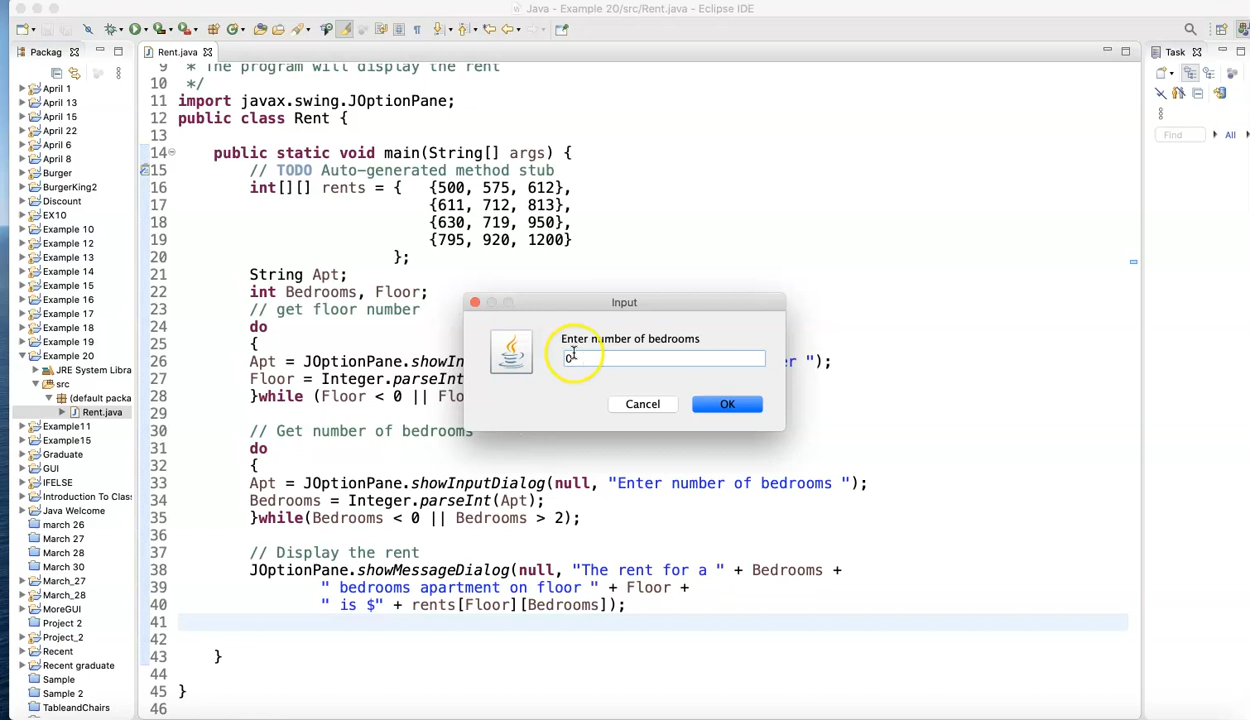 Java - Example 20/src/Rent.java - Eclipse IDE
Packag
Rent.java
Task
April 1
April 13
April 15
April 22
April 6
April 8
Burger
BurgerKing2
Discount
EX10
Example 10
Example 12
Example 13
Example 14
Example 15
Example 16
Example 17
Example 18
Example 19
Example 20
JRE System Libra
src
(default packa
Rent.java
Example11
Example15
Graduate
GUI
IFELSE
Introduction To Clas
Java Welcome
march 26
March 27
March 28
March 30
March_27
March_28
MoreGUI
Project 2
Project_2
Recent
Recent graduate
Sample
Sample 2
TableandChairs
9 * The program will display the rent
10 */
11 import javax.swing.JOptionPane;
12 public class Rent {
13
14 public static void main(String[] args) {
15 // TODO Auto-generated method stub
16 int[][] rents = { {500, 575, 612},
17 {611, 712, 813},
18 {630, 719, 950},
19 {795, 920, 1200}
20 };
21 String Apt;
22 int Bedrooms, Floor;
23 // get floor number
24 do
25 {
26 Apt = JOptionPane.showIn er ");
27 Floor = Integer.parseInt
28 }while (Floor < 0 || Flo
29
30 // Get number of bedrooms
31 do
32 {
33 Apt = JOptionPane.showInputDialog(null, "Enter number of bedrooms ");
34 Bedrooms = Integer.parseInt(Apt);
35 }while(Bedrooms < 0 || Bedrooms > 2);
36
37 // Display the rent
38 JOptionPane.showMessageDialog(null, "The rent for a " + Bedrooms +
39 " bedrooms apartment on floor " + Floor +
40 " is $" + rents[Floor][Bedrooms]);
41
42
43 }
44
45 }
46
Input
Enter number of bedrooms
0
Cancel
OK
Find
All